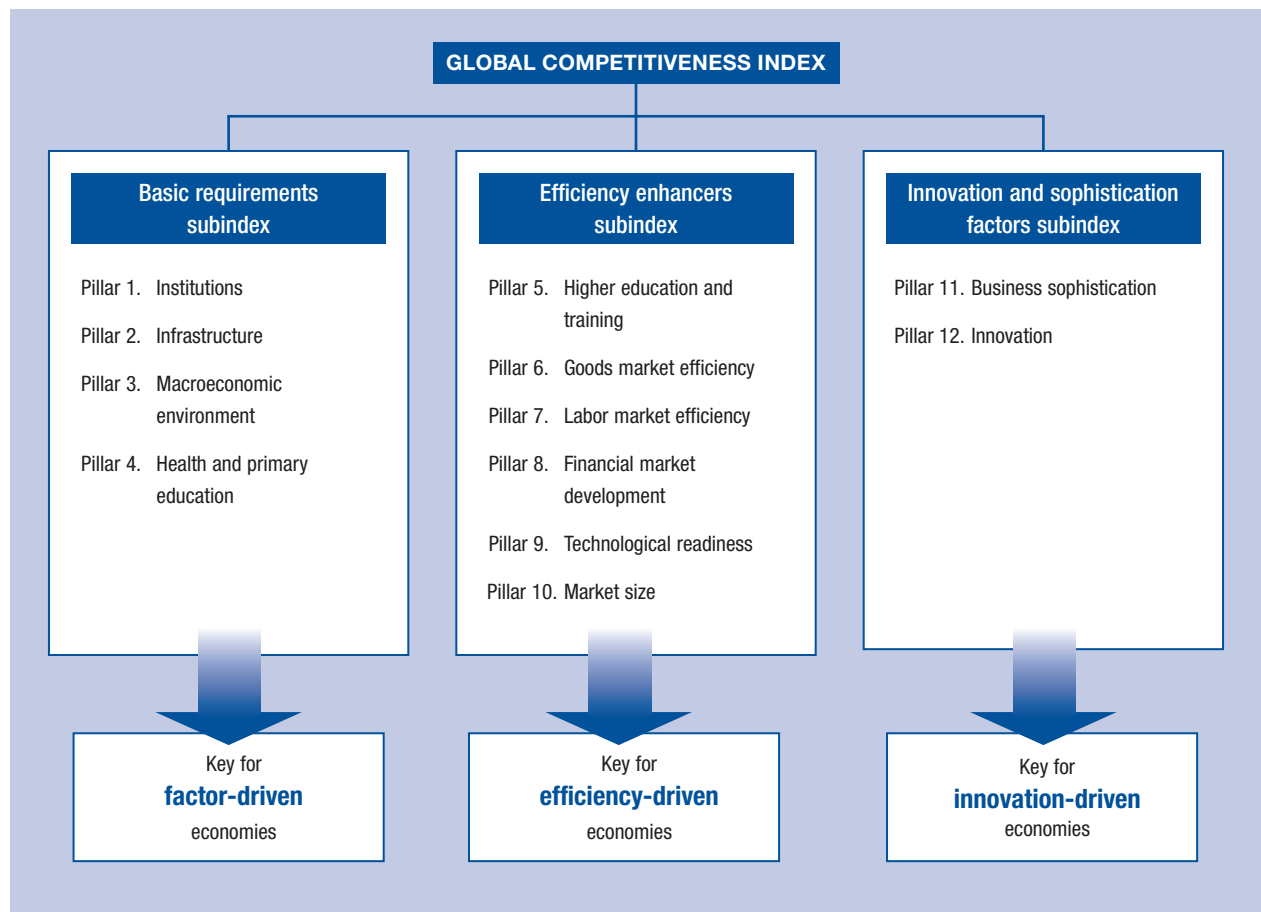 GLOBAL COMPETITIVENESS INDEX
Basic requirements
subindex
Pillar 1. Institutions
Pillar 2. Infrastructure
Pillar 3. Macroeconomic
environment
Pillar 4. Health and primary
education
Key for
factor-driven
economies
Efficiency enhancers
subindex
Pillar 5. Higher education and
training
Pillar 6. Goods market efficiency
Pillar 7. Labor market efficiency
Pillar 8. Financial market
development
Pillar 9. Technological readiness
Pillar 10. Market size
Key for
efficiency-driven
economies
Innovation and sophistication
factors subindex
Pillar 11. Business sophistication
Pillar 12. Innovation
Key for
innovation-driven
economies